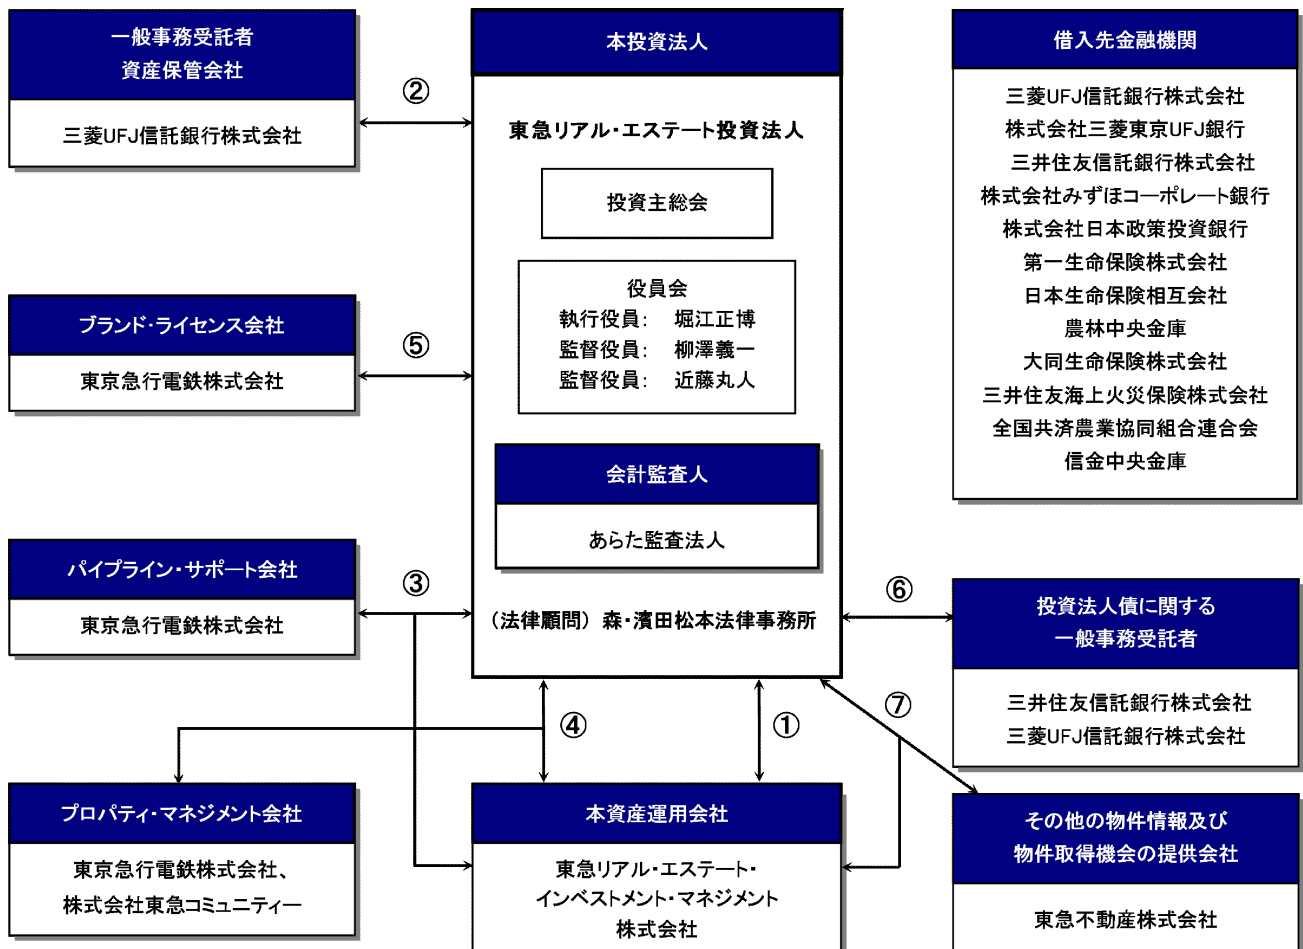 一般事務受託者
資産保管会社
三菱UFJ信託銀行株式会社
②
ブランド・ライセンス会社
東京急行電鉄株式会社
⑤
パイプライン・サポート会社
東京急行電鉄株式会社
③
本投資法人
東急リアル・エステート投資法人
投資主総会
役員会
執行役員: 堀江正博
監督役員: 柳澤義一
監督役員: 近藤丸人
会計監査人
あらた監査法人
(法律顧問) 森・濱田松本法律事務所
借入先金融機関
三菱UFJ信託銀行株式会社
株式会社三菱東京UFJ銀行
三井住友信託銀行株式会社
株式会社みずほコーポレート銀行
株式会社日本政策投資銀行
第一生命保険株式会社
日本生命保険相互会社
農林中央金庫
大同生命保険株式会社
三井住友海上火災保険株式会社
全国共済農業協同組合連合会
信金中央金庫
⑥
投資法人債に関する
一般事務受託者
三井住友信託銀行株式会社
三菱UFJ信託銀行株式会社
④
①
⑦
プロパティ・マネジメント会社
東京急行電鉄株式会社、
株式会社東急コミュニティー
本資産運用会社
東急リアル・エステート・
インベストメント・マネジメント
株式会社
その他の物件情報及び
物件取得機会の提供会社
東急不動産株式会社